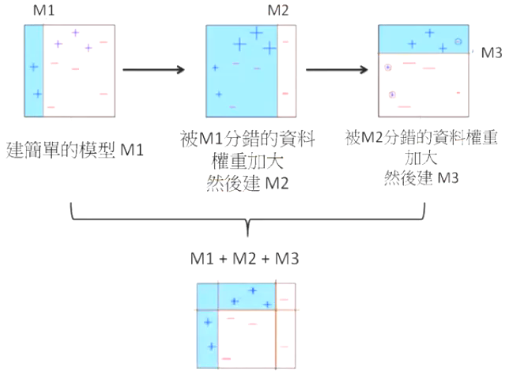 M1
M2
M3
建簡單的模型 M1
被M1分錯的資料
權重加大
然後建 M2
被M2分錯的資料權重
加大
然後建 M3
M1 + M2 + M3